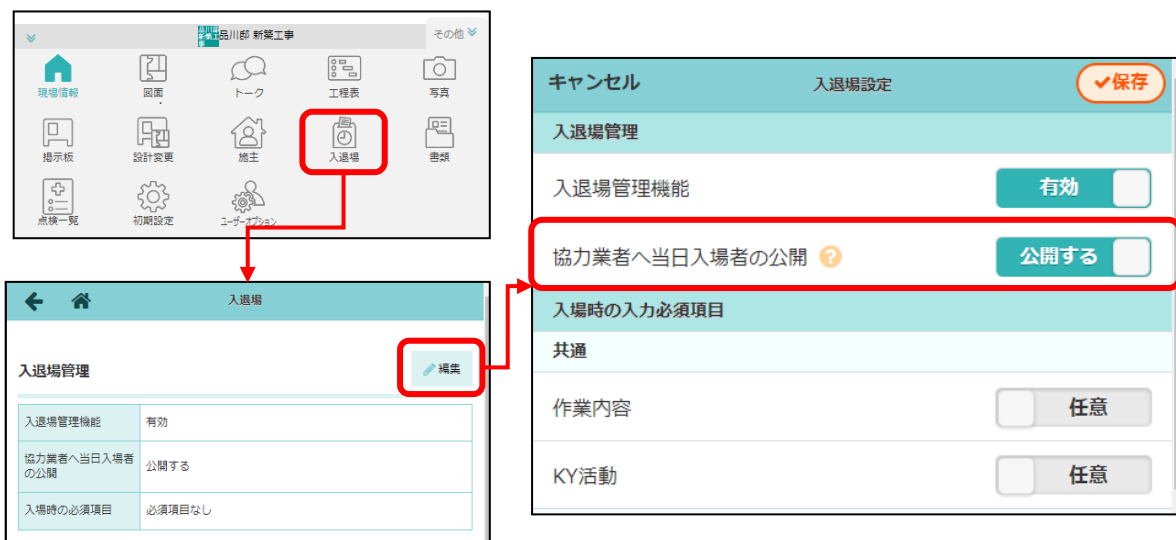 品川邸 新築工事
その他
現場情報
図面
トーク
工程表
写真
掲示板
設計変更
施主
入退場
書類
点検一覧
初期設定
ユーザーオプション
入退場
入退場管理
編集
入退場管理機能
有効
協力業者へ当日入場者
の公開
公開する
入場時の必須項目
必須項目なし
キャンセル
入退場設定
保存
入退場管理
入退場管理機能
有効
協力業者へ当日入場者の公開 ?
公開する
入場時の入力必須項目
共通
作業内容
任意
KY活動
任意